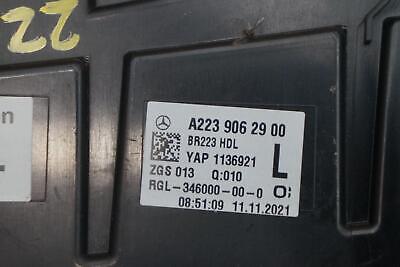 22
n
A223 906 29 00
BR223 HDL
YAP 1136921
L
ZGS 013 Q:010
RGL-346000-00-0
08:51:09 11.11.2021